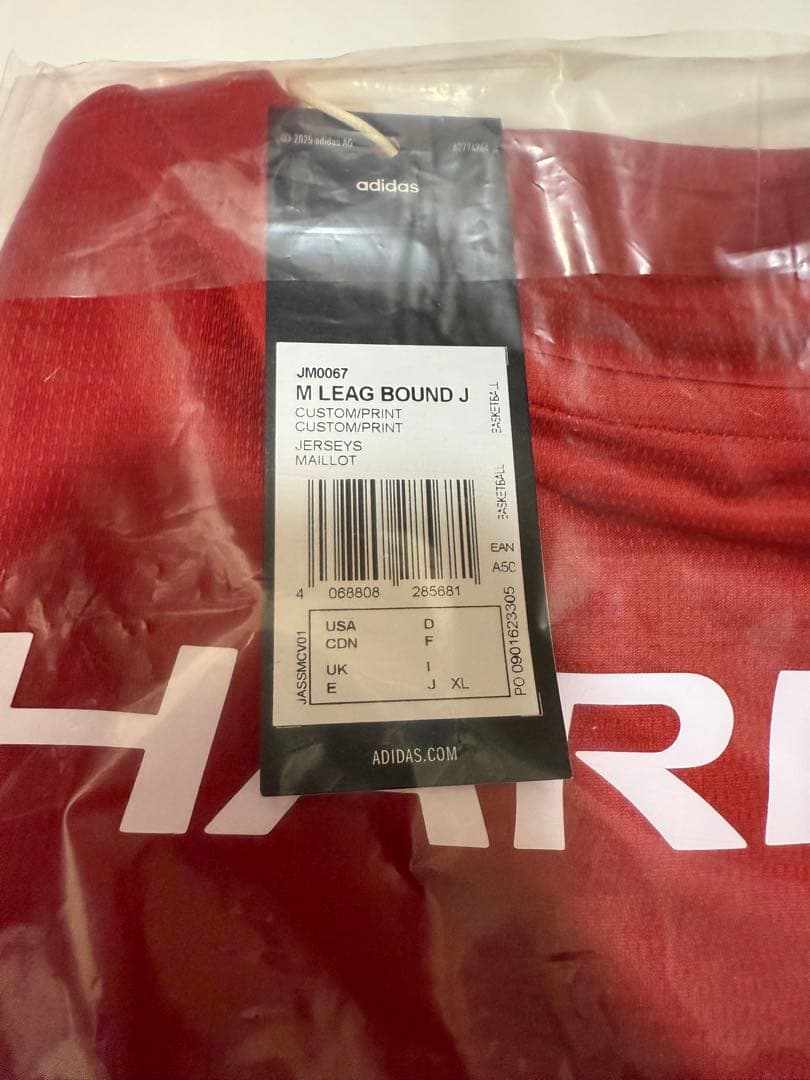 © 2025 adidas AG
adidas
JM0067
M LEAG BOUND J
CUSTOM/PRINT
CUSTOM/PRINT
JERSEYS
MAILLOT
BASKETBALL
BASKETBALL
EAN
4 068808 285681
JASSMCV01
USA D
CDN F
UK I
E J XL
PO 0901623305
ADIDAS.COM
HAR